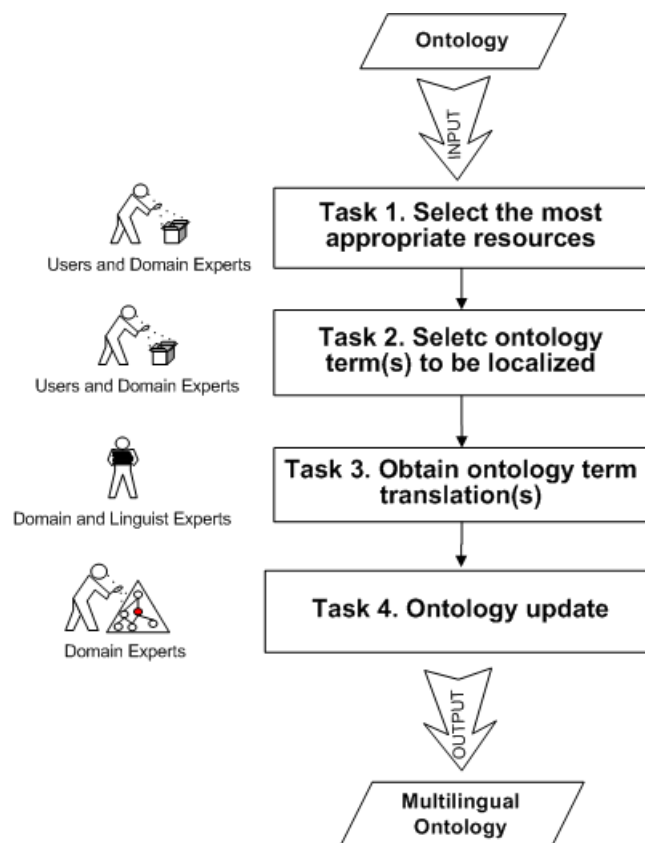 Ontology
INPUT
Task 1. Select the most
appropriate resources
Users and Domain Experts
Task 2. Seletc ontology
term(s) to be localized
Users and Domain Experts
Task 3. Obtain ontology term
translation(s)
Domain and Linguist Experts
Task 4. Ontology update
Domain Experts
OUTPUT
Multilingual
Ontology